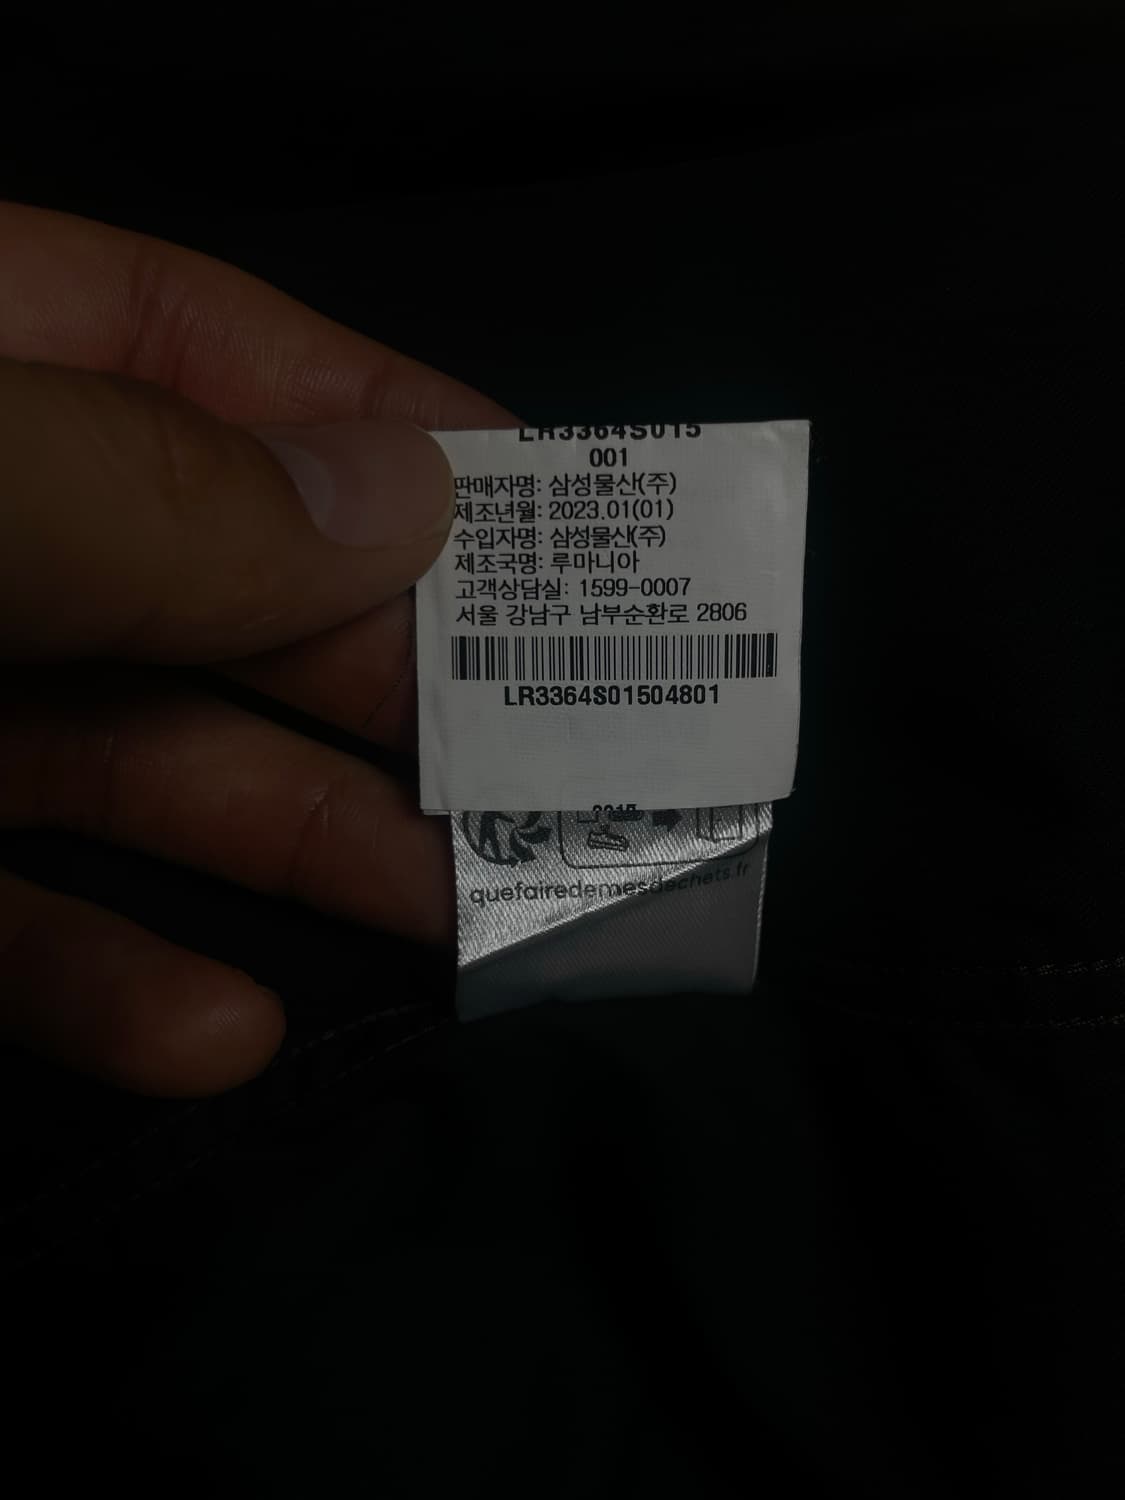 LR3364S015
001
판매자명: 삼성물산(주)
제조년월: 2023.01(01)
수입자명: 삼성물산(주)
제조국명: 루마니아
고객상담실: 1599-0007
서울 강남구 남부순환로 2806
LR3364S01504801
quefairedemesdechets.fr